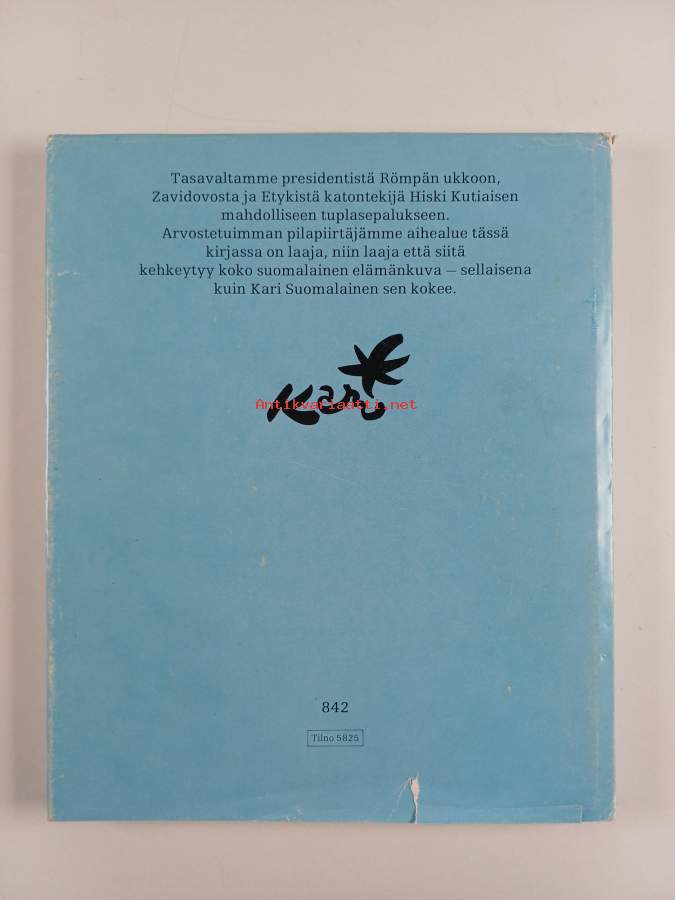 Tasavaltamme presidentistä Römpän ukkoon,
Zavidovosta ja Etykistä katontekijä Hiski Kutiaisen
mahdolliseen tuplasepalukseen.
Arvostetuimman pilapiirtäjämme aihealue tässä
kirjassa on laaja, niin laaja että siitä
kehkeytyy koko suomalainen elämänkuva — sellaisena
kuin Kari Suomalainen sen kokee.
Kari
Antikvariaatti.net
842
Tilno 5825